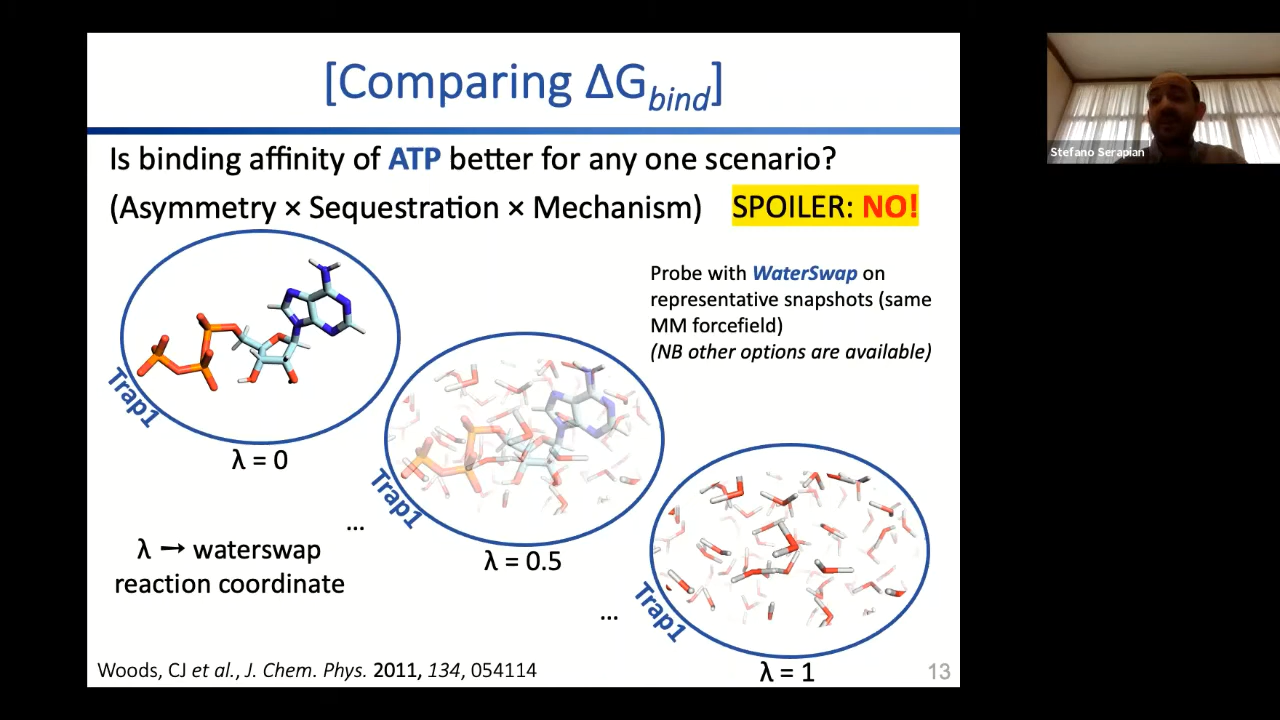 [Comparing ΔGbind]
Is binding affinity of ATP better for any one scenario?
(Asymmetry × Sequestration × Mechanism)
SPOILER: NO!
Probe with WaterSwap on
representative snapshots (same
MM forcefield)
(NB other options are available)
Trap1
λ = 0
Trap1
...
λ = 0.5
λ → waterswap
reaction coordinate
Trap1
...
λ = 1
Woods, CJ et al., J. Chem. Phys. 2011, 134, 054114
13
Stefano Serapian